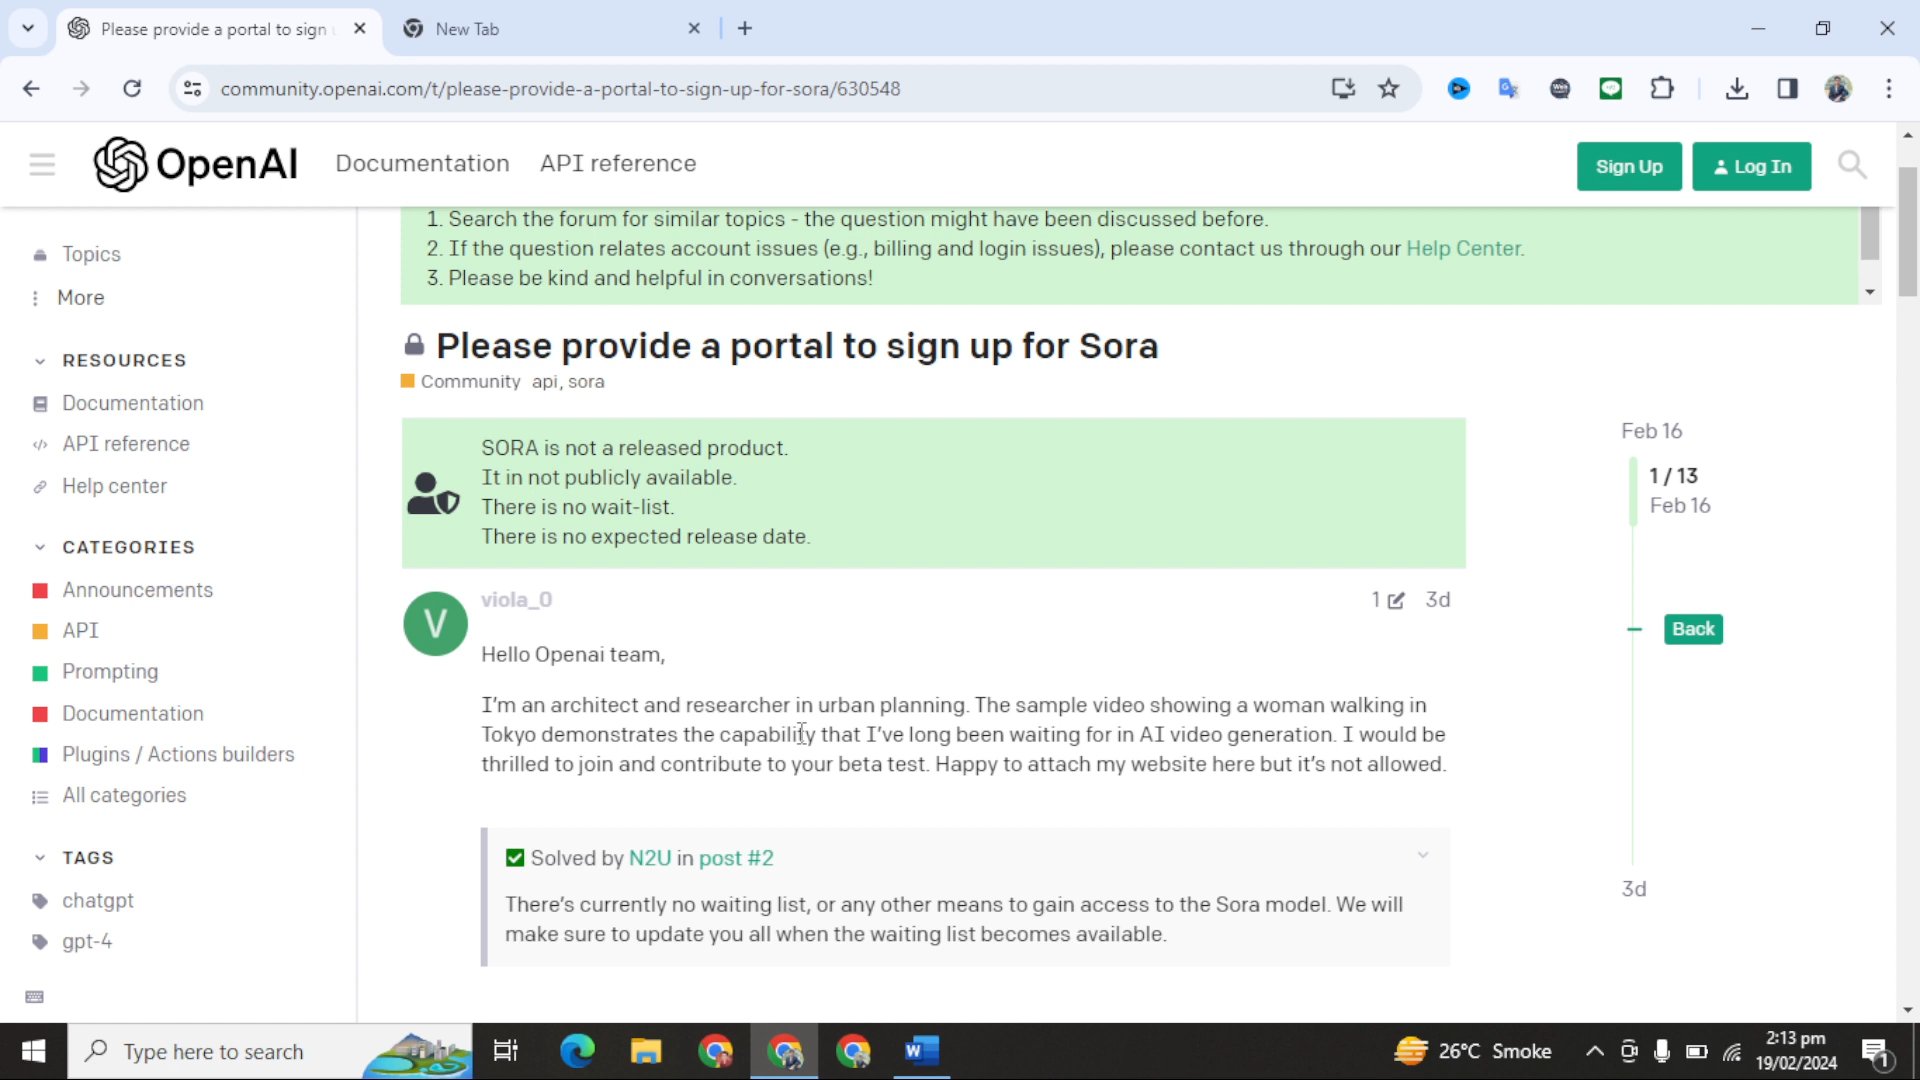 Please provide a portal to sign
New Tab
community.openai.com/t/please-provide-a-portal-to-sign-up-for-sora/630548
OpenAI
Documentation
API reference
Sign Up
Log In
1. Search the forum for similar topics - the question might have been discussed before.
2. If the question relates account issues (e.g., billing and login issues), please contact us through our Help Center.
3. Please be kind and helpful in conversations!
Topics
More
RESOURCES
Documentation
API reference
Help center
CATEGORIES
Announcements
API
Prompting
Documentation
Plugins / Actions builders
All categories
TAGS
chatgpt
gpt-4
Please provide a portal to sign up for Sora
Community api, sora
SORA is not a released product.
It in not publicly available.
There is no wait-list.
There is no expected release date.
V
viola_0
1
3d
Hello Openai team,
I'm an architect and researcher in urban planning. The sample video showing a woman walking in
Tokyo demonstrates the capability that I've long been waiting for in AI video generation. I would be
thrilled to join and contribute to your beta test. Happy to attach my website here but it's not allowed.
Solved by N2U in post #2
There's currently no waiting list, or any other means to gain access to the Sora model. We will
make sure to update you all when the waiting list becomes available.
Feb 16
1 / 13
Feb 16
Back
3d
Type here to search
26°C Smoke
2:13 pm
19/02/2024
1